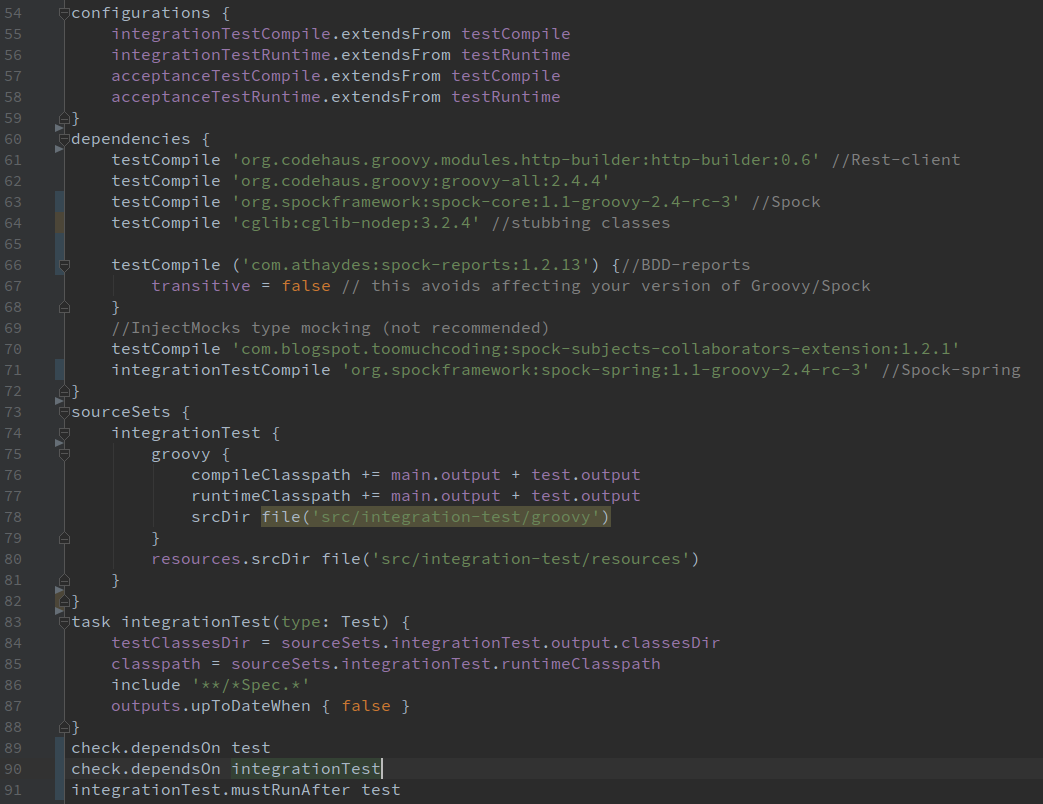 54 configurations {
55     integrationTestCompile.extendsFrom testCompile
56     integrationTestRuntime.extendsFrom testRuntime
57     acceptanceTestCompile.extendsFrom testCompile
58     acceptanceTestRuntime.extendsFrom testRuntime
59 }
60 dependencies {
61     testCompile 'org.codehaus.groovy.modules.http-builder:http-builder:0.6' //Rest-client
62     testCompile 'org.codehaus.groovy:groovy-all:2.4.4'
63     testCompile 'org.spockframework:spock-core:1.1-groovy-2.4-rc-3' //Spock
64     testCompile 'cglib:cglib-nodep:3.2.4' //stubbing classes
65
66     testCompile ('com.athaydes:spock-reports:1.2.13') {//BDD-reports
67         transitive = false // this avoids affecting your version of Groovy/Spock
68     }
69     //InjectMocks type mocking (not recommended)
70     testCompile 'com.blogspot.toomuchcoding:spock-subjects-collaborators-extension:1.2.1'
71     integrationTestCompile 'org.spockframework:spock-spring:1.1-groovy-2.4-rc-3' //Spock-spring
72 }
73 sourceSets {
74     integrationTest {
75         groovy {
76             compileClasspath += main.output + test.output
77             runtimeClasspath += main.output + test.output
78             srcDir file('src/integration-test/groovy')
79         }
80         resources.srcDir file('src/integration-test/resources')
81     }
82 }
83 task integrationTest(type: Test) {
84     testClassesDir = sourceSets.integrationTest.output.classesDir
85     classpath = sourceSets.integrationTest.runtimeClasspath
86     include '**/*Spec.*'
87     outputs.upToDateWhen { false }
88 }
89 check.dependsOn test
90 check.dependsOn integrationTest
91 integrationTest.mustRunAfter test